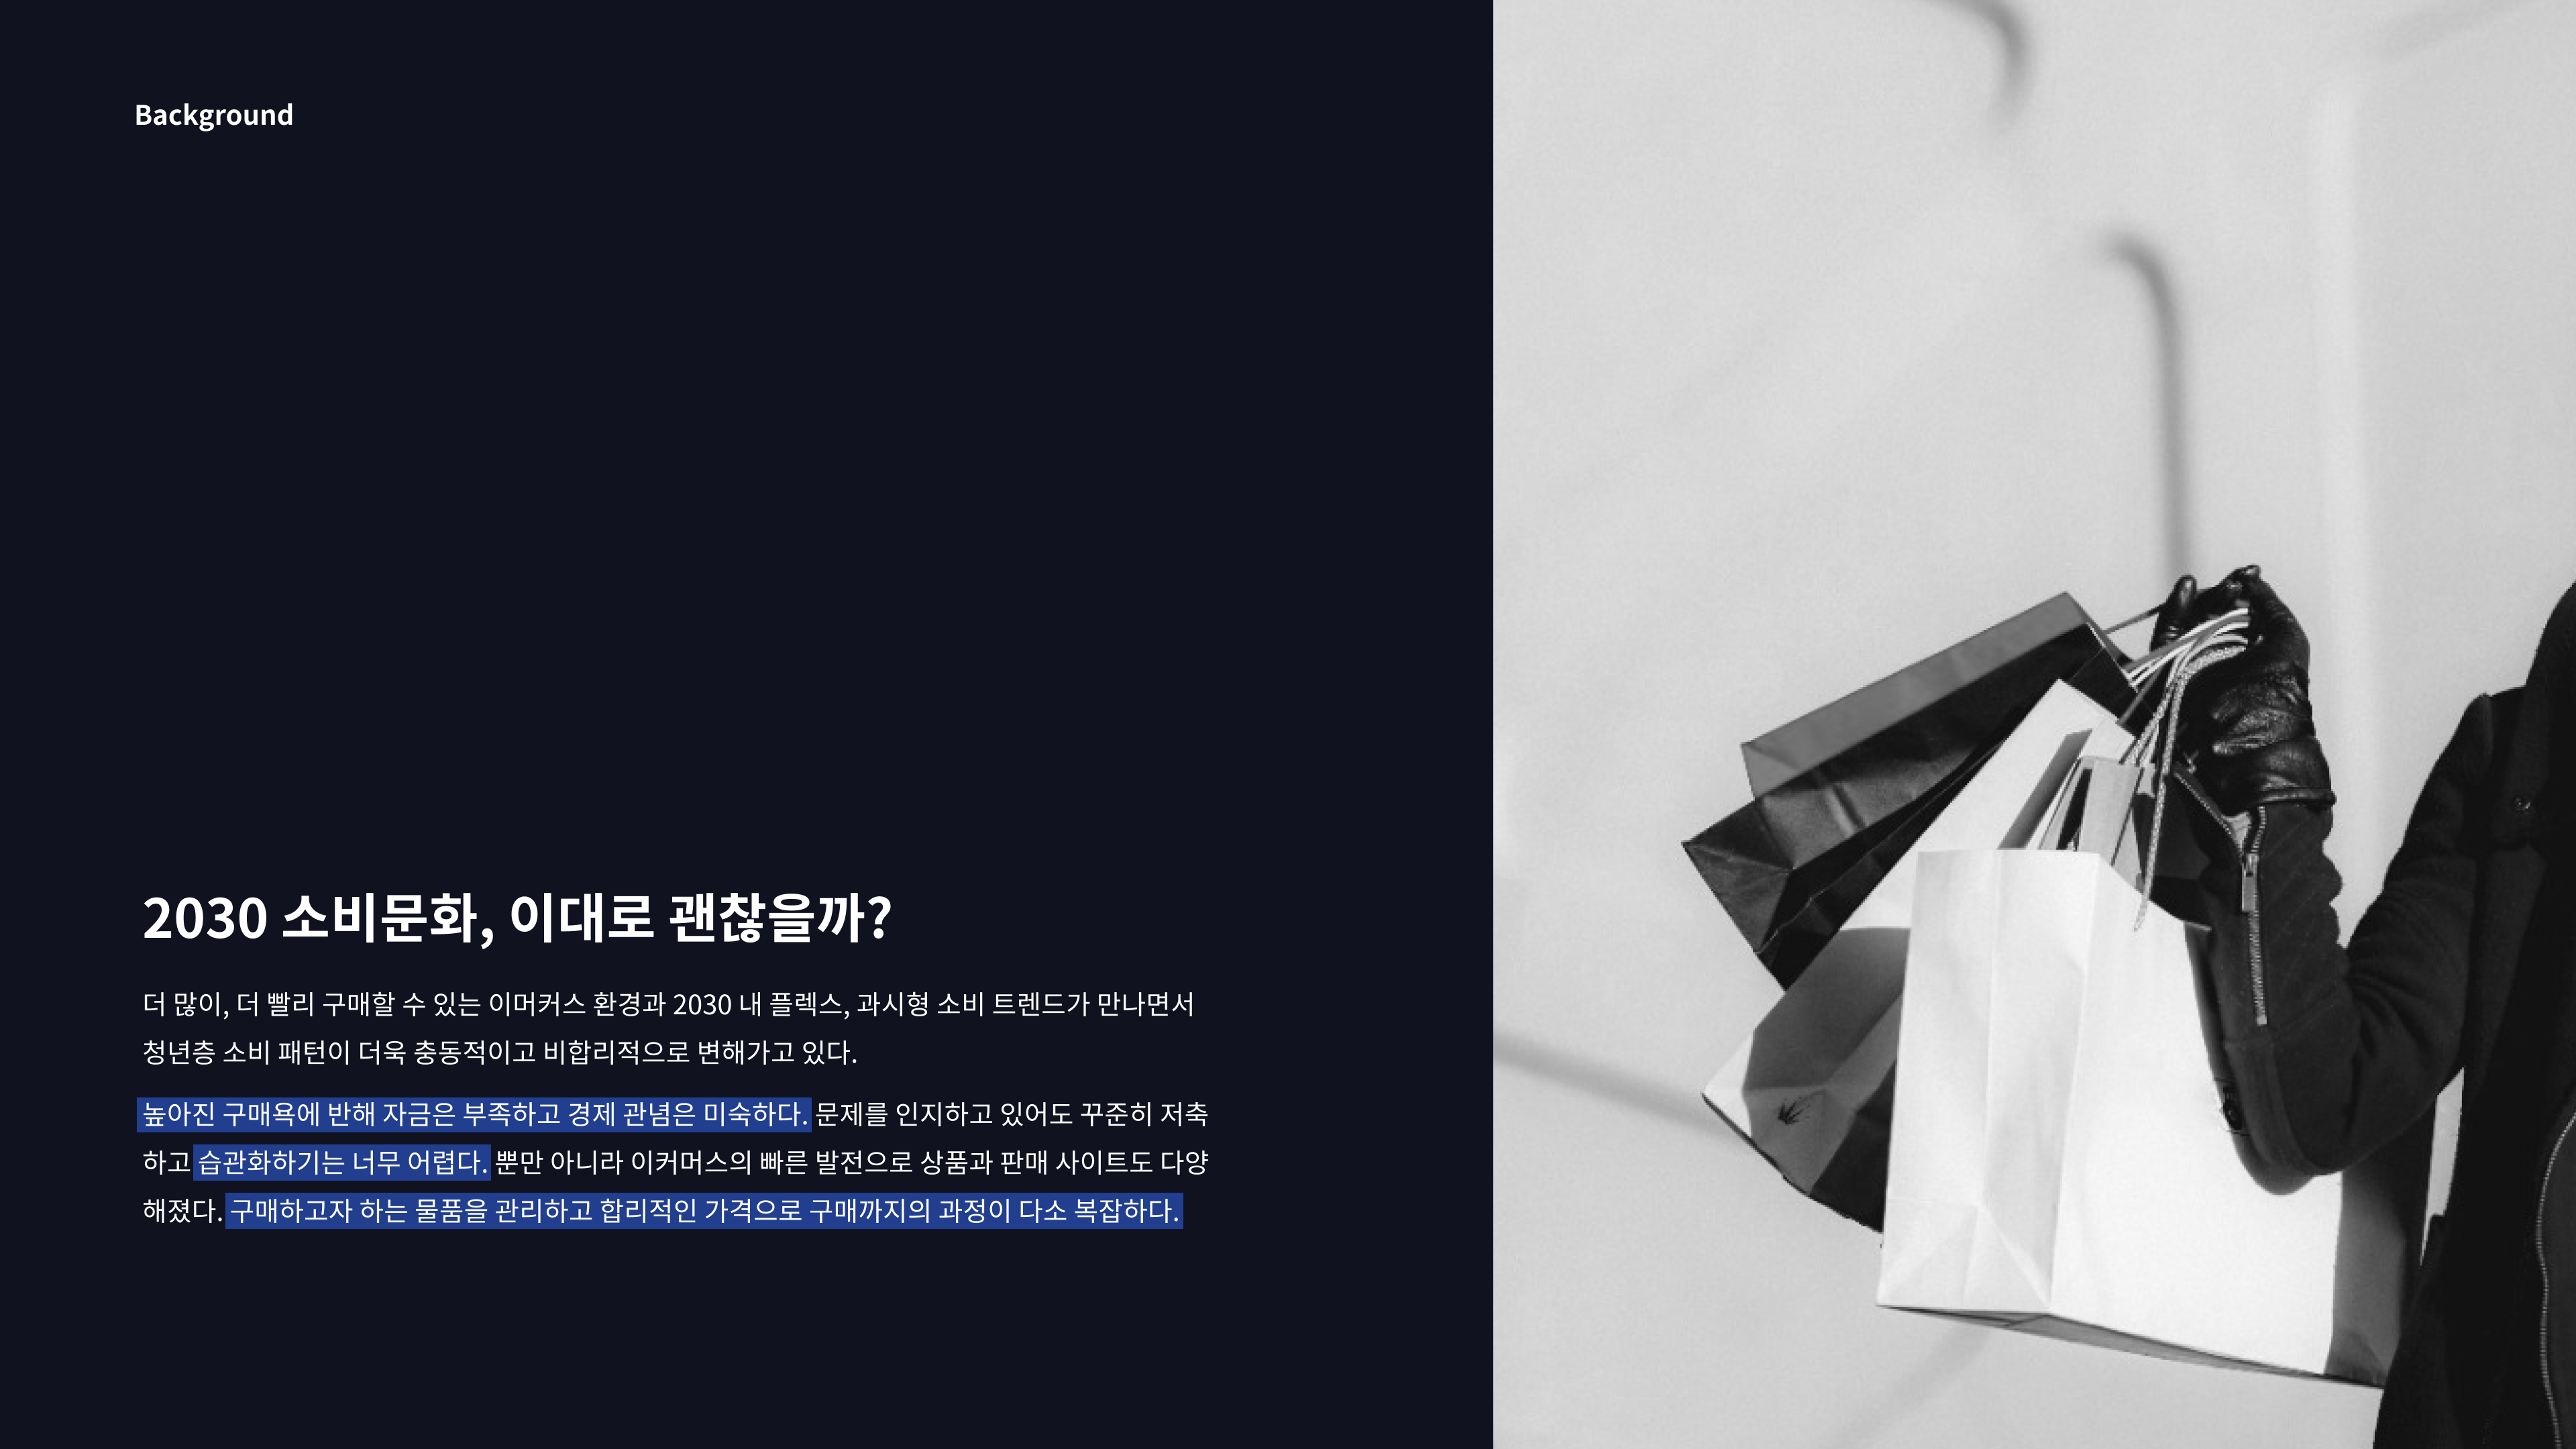 Background
2030 소비문화, 이대로 괜찮을까?
더 많이, 더 빨리 구매할 수 있는 이머커스 환경과 2030 내 플렉스, 과시형 소비 트렌드가 만나면서
청년층 소비 패턴이 더욱 충동적이고 비합리적으로 변해가고 있다.
높아진 구매욕에 반해 자금은 부족하고 경제 관념은 미숙하다. 문제를 인지하고 있어도 꾸준히 저축
하고 습관화하기는 너무 어렵다. 뿐만 아니라 이커머스의 빠른 발전으로 상품과 판매 사이트도 다양
해졌다. 구매하고자 하는 물품을 관리하고 합리적인 가격으로 구매까지의 과정이 다소 복잡하다.